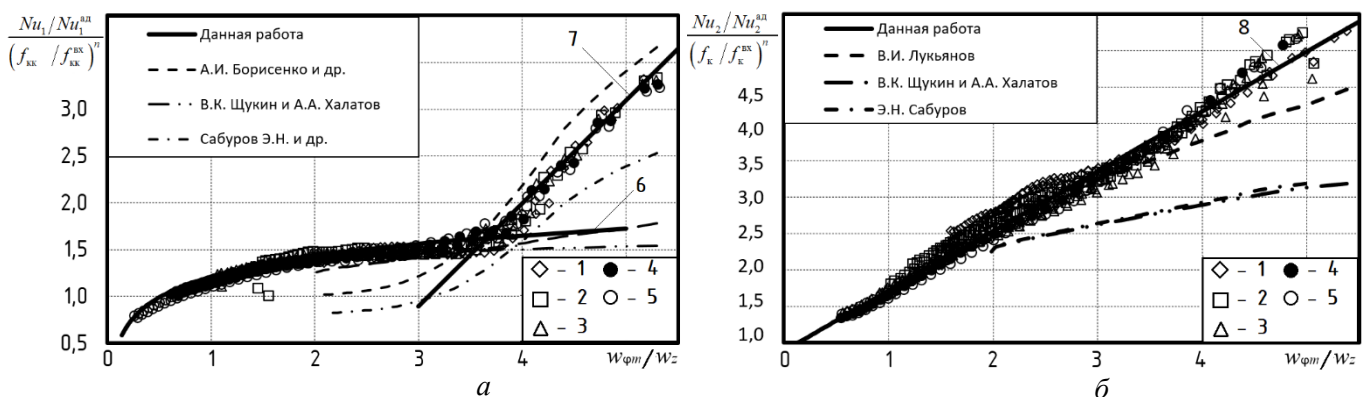 Nu₁/Nu₁ᵃᵈ
(f_кк /f_кк^вх)ⁿ
Данная работа
А.И. Борисенко и др.
В.К. Щукин и А.А. Халатов
Сабуров Э.Н. и др.
7
6
3,0
2,5
2,0
1,5
1,0
0,5
0 1 2 3 4 w_φm/w_z
◇ – 1 ● – 4
□ – 2 ○ – 5
△ – 3
а
Nu₂/Nu₂^ад
(f_к/f_к^вх)ⁿ
Данная работа
В.И. Лукьянов
В.К. Щукин и А.А. Халатов
Э.Н. Сабуров
8
4,5
4,0
3,5
3,0
2,5
2,0
1,5
1,0
0 1 2 3 4 w_φm/w_z
◇ – 1 ● – 4
□ – 2 ○ – 5
△ – 3
б